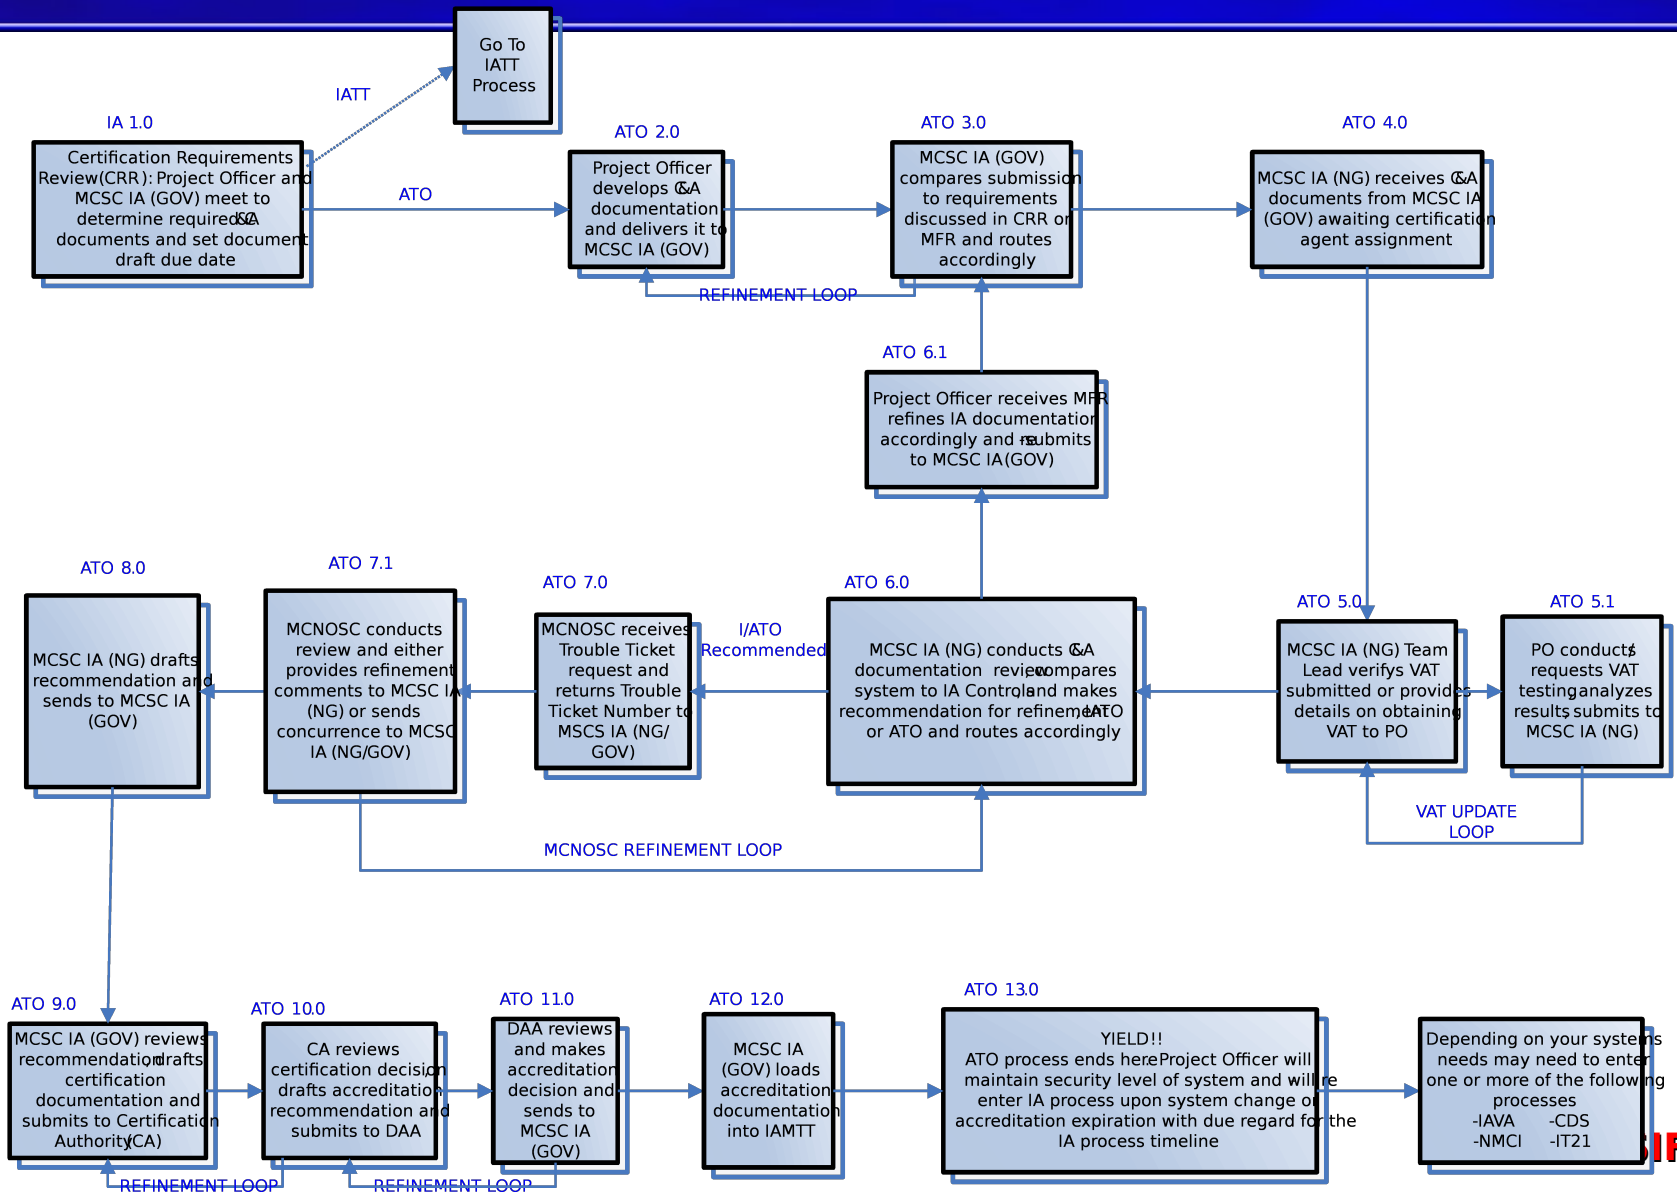 Go To
IATT
Process
IATT
IA 1.0
Certification Requirements
Review(CRR): Project Officer and
MCSC IA (GOV) meet to
determine required C&A
documents and set document
draft due date
ATO
ATO 2.0
Project Officer
develops C&A
documentation
and delivers it to
MCSC IA (GOV)
ATO 3.0
MCSC IA (GOV)
compares submission
to requirements
discussed in CRR or
MFR and routes
accordingly
REFINEMENT LOOP
ATO 4.0
MCSC IA (NG) receives C&A
documents from MCSC IA
(GOV) awaiting certification
agent assignment
ATO 6.1
Project Officer receives MFR
refines IA documentation
accordingly and re-submits
to MCSC IA (GOV)
ATO 8.0
MCSC IA (NG) drafts
recommendation and
sends to MCSC IA
(GOV)
ATO 7.1
MCNOSC conducts
review and either
provides refinement
comments to MCSC IA
(NG) or sends
concurrence to MCSC
IA (NG/GOV)
ATO 7.0
MCNOSC receives
Trouble Ticket
request and
returns Trouble
Ticket Number to
MSCS IA (NG/
GOV)
I/ATO
Recommended
ATO 6.0
MCSC IA (NG) conducts C&A
documentation review, compares
system to IA Controls, and makes
recommendation for refinement, IATO
or ATO and routes accordingly
ATO 5.0
MCSC IA (NG) Team
Lead verifys VAT
submitted or provides
details on obtaining
VAT to PO
ATO 5.1
PO conducts/
requests VAT
testing, analyzes
results, submits to
MCSC IA (NG)
VAT UPDATE
LOOP
MCNOSC REFINEMENT LOOP
ATO 9.0
MCSC IA (GOV) reviews
recommendation, drafts
certification
documentation and
submits to Certification
Authority (CA)
REFINEMENT LOOP
ATO 10.0
CA reviews
certification decision,
drafts accreditation
recommendation and
submits to DAA
REFINEMENT LOOP
ATO 11.0
DAA reviews
and makes
accreditation
decision and
sends to
MCSC IA
(GOV)
ATO 12.0
MCSC IA
(GOV) loads
accreditation
documentation
into IAMTT
ATO 13.0
YIELD!!
ATO process ends here. Project Officer will
maintain security level of system and will re-
enter IA process upon system change or
accreditation expiration with due regard for the
IA process timeline
Depending on your systems
needs may need to enter
one or more of the following
processes
-IAVA -CDS
-NMCI -IT21